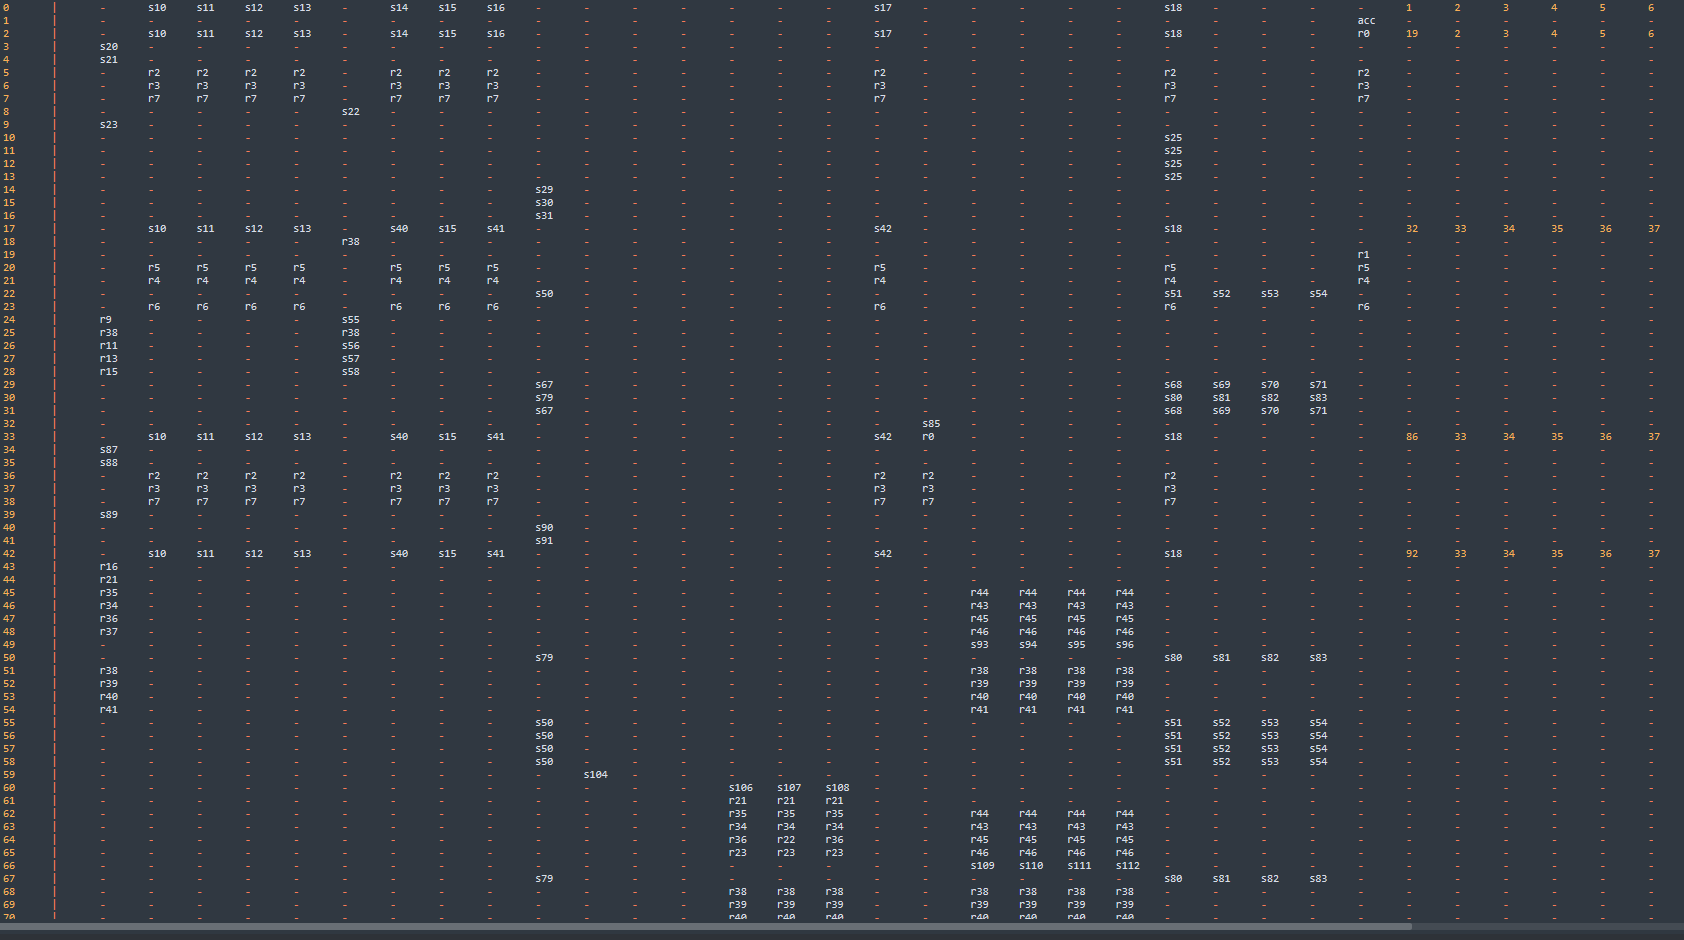 0 | - s10 s11 s12 s13 - s14 s15 s16 - - - - - - - s17 - - - - - s18 - - - - 1 2 3 4 5 6
1 | - - - - - - - - - - - - - - - - - - - - - - - - - - acc - - - - - -
2 | - s10 s11 s12 s13 - s14 s15 s16 - - - - - - - s17 - - - - - s18 - - - r0 19 2 3 4 5 6
3 | s20 - - - - - - - - - - - - - - - - - - - - - - - - - - - - - - - -
4 | s21 - - - - - - - - - - - - - - - - - - - - - - - - - - - - - - - -
5 | - r2 r2 r2 r2 - r2 r2 r2 - - - - - - - r2 - - - - - r2 - - - r2 - - - - - -
6 | - r3 r3 r3 r3 - r3 r3 r3 - - - - - - - r3 - - - - - r3 - - - r3 - - - - - -
7 | - r7 r7 r7 r7 - r7 r7 r7 - - - - - - - r7 - - - - - r7 - - - r7 - - - - - -
8 | - - - - - s22 - - - - - - - - - - - - - - - - - - - - - - - - - - -
9 | s23 - - - - - - - - - - - - - - - - - - - - - - - - - - - - - - - -
10 | - - - - - - - - - - - - - - - - - - - - - - s25 - - - - - - - - - -
11 | - - - - - - - - - - - - - - - - - - - - - - s25 - - - - - - - - - -
12 | - - - - - - - - - - - - - - - - - - - - - - s25 - - - - - - - - - -
13 | - - - - - - - - - - - - - - - - - - - - - - s25 - - - - - - - - - -
14 | - - - - - - - - - s29 - - - - - - - - - - - - - - - - - - - - - - -
15 | - - - - - - - - - s30 - - - - - - - - - - - - - - - - - - - - - - -
16 | - - - - - - - - - s31 - - - - - - - - - - - - - - - - - - - - - - -
17 | - s10 s11 s12 s13 - s40 s15 s41 - - - - - - - s42 - - - - - s18 - - - - 32 33 34 35 36 37
18 | - - - - - r38 - - - - - - - - - - - - - - - - - - - - - - - - - - -
19 | - - - - - - - - - - - - - - - - - - - - - - - - - - r1 - - - - - -
20 | - r5 r5 r5 r5 - r5 r5 r5 - - - - - - - r5 - - - - - r5 - - - r5 - - - - - -
21 | - r4 r4 r4 r4 - r4 r4 r4 - - - - - - - r4 - - - - - r4 - - - r4 - - - - - -
22 | - - - - - - - - - s50 - - - - - - - - - - - - s51 s52 s53 s54 - - - - - - -
23 | - r6 r6 r6 r6 - r6 r6 r6 - - - - - - - r6 - - - - - r6 - - - r6 - - - - - -
24 | r9 - - - - s55 - - - - - - - - - - - - - - - - - - - - - - - - - - -
25 | r38 - - - - r38 - - - - - - - - - - - - - - - - - - - - - - - - - - -
26 | r11 - - - - s56 - - - - - - - - - - - - - - - - - - - - - - - - - - -
27 | r13 - - - - s57 - - - - - - - - - - - - - - - - - - - - - - - - - - -
28 | r15 - - - - s58 - - - - - - - - - - - - - - - - - - - - - - - - - - -
29 | - - - - - - - - - s67 - - - - - - - - - - - - s68 s69 s70 s71 - - - - - - -
30 | - - - - - - - - - s79 - - - - - - - - - - - - s80 s81 s82 s83 - - - - - - -
31 | - - - - - - - - - s67 - - - - - - - - - - - - s68 s69 s70 s71 - - - - - - -
32 | - - - - - - - - - - - - - - - - - s85 - - - - - - - - - - - - - - -
33 | - s10 s11 s12 s13 - s40 s15 s41 - - - - - - - s42 r0 - - - - s18 - - - - 86 33 34 35 36 37
34 | s87 - - - - - - - - - - - - - - - - - - - - - - - - - - - - - - - -
35 | s88 - - - - - - - - - - - - - - - - - - - - - - - - - - - - - - - -
36 | - r2 r2 r2 r2 - r2 r2 r2 - - - - - - - r2 r2 - - - - r2 - - - - - - - - - -
37 | - r3 r3 r3 r3 - r3 r3 r3 - - - - - - - r3 r3 - - - - r3 - - - - - - - - - -
38 | - r7 r7 r7 r7 - r7 r7 r7 - - - - - - - r7 r7 - - - - r7 - - - - - - - - - -
39 | s89 - - - - - - - - - - - - - - - - - - - - - - - - - - - - - - - -
40 | - - - - - - - - - s90 - - - - - - - - - - - - - - - - - - - - - - -
41 | - - - - - - - - - s91 - - - - - - - - - - - - - - - - - - - - - - -
42 | - s10 s11 s12 s13 - s40 s15 s41 - - - - - - - s42 - - - - - s18 - - - - 92 33 34 35 36 37
43 | r16 - - - - - - - - - - - - - - - - - - - - - - - - - - - - - - - -
44 | r21 - - - - - - - - - - - - - - - - - - - - - - - - - - - - - - - -
45 | r35 - - - - - - - - - - - - - - - - - r44 r44 r44 r44 - - - - - - - - - - -
46 | r34 - - - - - - - - - - - - - - - - - r43 r43 r43 r43 - - - - - - - - - - -
47 | r36 - - - - - - - - - - - - - - - - - r45 r45 r45 r45 - - - - - - - - - - -
48 | r37 - - - - - - - - - - - - - - - - - r46 r46 r46 r46 - - - - - - - - - - -
49 | - - - - - - - - - - - - - - - - - - s93 s94 s95 s96 - - - - - - - - - - -
50 | - - - - - - - - - s79 - - - - - - - - - - - - s80 s81 s82 s83 - - - - - - -
51 | r38 - - - - - - - - - - - - - - - - - r38 r38 r38 r38 - - - - - - - - - - -
52 | r39 - - - - - - - - - - - - - - - - - r39 r39 r39 r39 - - - - - - - - - - -
53 | r40 - - - - - - - - - - - - - - - - - r40 r40 r40 r40 - - - - - - - - - - -
54 | r41 - - - - - - - - - - - - - - - - - r41 r41 r41 r41 - - - - - - - - - - -
55 | - - - - - - - - - s50 - - - - - - - - - - - - s51 s52 s53 s54 - - - - - - -
56 | - - - - - - - - - s50 - - - - - - - - - - - - s51 s52 s53 s54 - - - - - - -
57 | - - - - - - - - - s50 - - - - - - - - - - - - s51 s52 s53 s54 - - - - - - -
58 | - - - - - - - - - s50 - - - - - - - - - - - - s51 s52 s53 s54 - - - - - - -
59 | - - - - - - - - - - s104 - - - - - - - - - - - - - - - - - - - - - -
60 | - - - - - - - - - - - - - s106 s107 s108 - - - - - - - - - - - - - - - - -
61 | - - - - - - - - - - - - - r21 r21 r21 - - - - - - - - - - - - - - - - -
62 | - - - - - - - - - - - - - r35 r35 r35 - - r44 r44 r44 r44 - - - - - - - - - - -
63 | - - - - - - - - - - - - - r34 r34 r34 - - r43 r43 r43 r43 - - - - - - - - - - -
64 | - - - - - - - - - - - - - r36 r22 r36 - - r45 r45 r45 r45 - - - - - - - - - - -
65 | - - - - - - - - - - - - - r23 r23 r23 - - r46 r46 r46 r46 - - - - - - - - - - -
66 | - - - - - - - - - - - - - - - - - - s109 s110 s111 s112 - - - - - - - - - - -
67 | - - - - - - - - - s79 - - - - - - - - - - - - s80 s81 s82 s83 - - - - - - -
68 | - - - - - - - - - - - - - r38 r38 r38 - - r38 r38 r38 r38 - - - - - - - - - - -
69 | - - - - - - - - - - - - - r39 r39 r39 - - r39 r39 r39 r39 - - - - - - - - - - -
70 | - - - - - - - - - - - - - r40 r40 r40 - - r40 r40 r40 r40 - - - - - - - - - - -